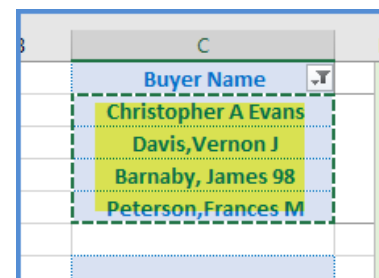 C
Buyer Name
Christopher A Evans
Davis,Vernon J
Barnaby, James 98
Peterson,Frances M